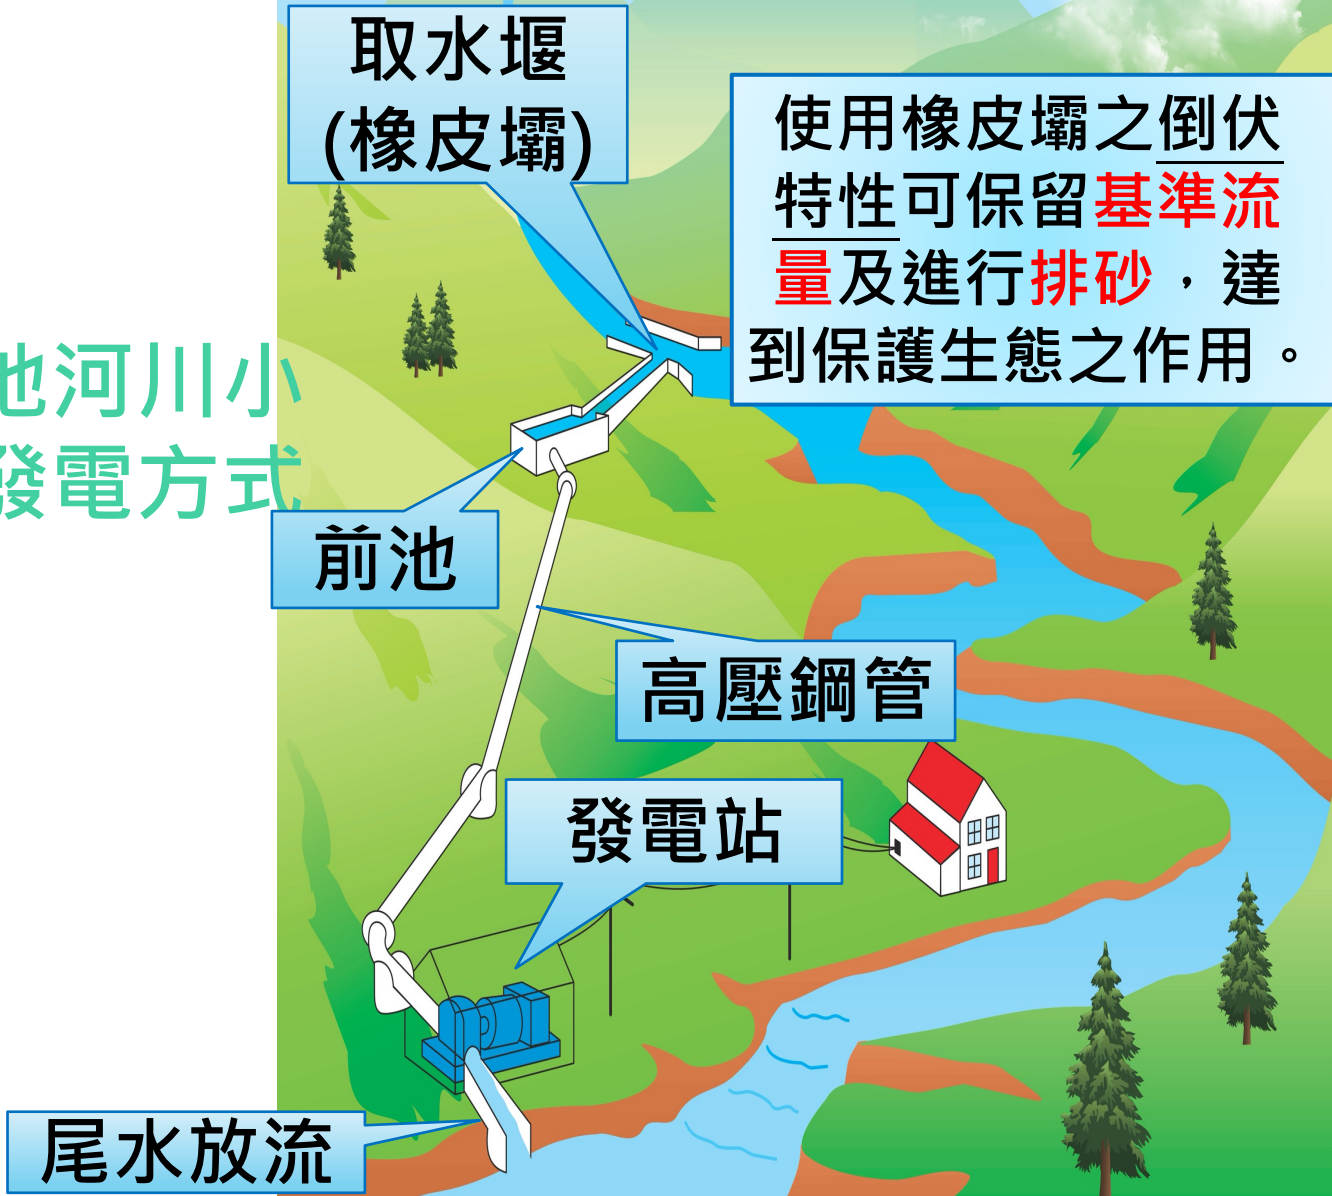 取水堰
(橡皮壩)
使用橡皮壩之倒伏
特性可保留基準流
量及進行排砂，達
到保護生態之作用。
池河川小
發電方式
前池
高壓鋼管
發電站
尾水放流